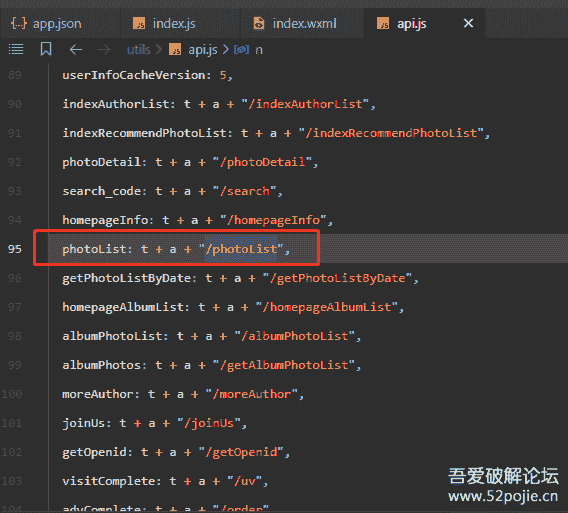 app.json index.js index.wxml api.js
utils > api.js > n
89 userInfoCacheVersion: 5,
90 indexAuthorList: t + a + "/indexAuthorList",
91 indexRecommendPhotoList: t + a + "/indexRecommendPhotoList",
92 photoDetail: t + a + "/photoDetail",
93 search_code: t + a + "/search",
94 homepageInfo: t + a + "/homepageInfo",
95 photoList: t + a + "/photoList",
96 getPhotoListByDate: t + a + "/getPhotoListByDate",
97 homepageAlbumList: t + a + "/homepageAlbumList",
98 albumPhotoList: t + a + "/albumPhotoList",
99 albumPhotos: t + a + "/getAlbumPhotoList",
100 moreAuthor: t + a + "/moreAuthor",
101 joinUs: t + a + "/joinUs",
102 getOpenid: t + a + "/getOpenid",
103 visitComplete: t + a + "/uv",
104 advComplete: t + a + "/order",
吾爱破解论坛
www.52pojie.cn